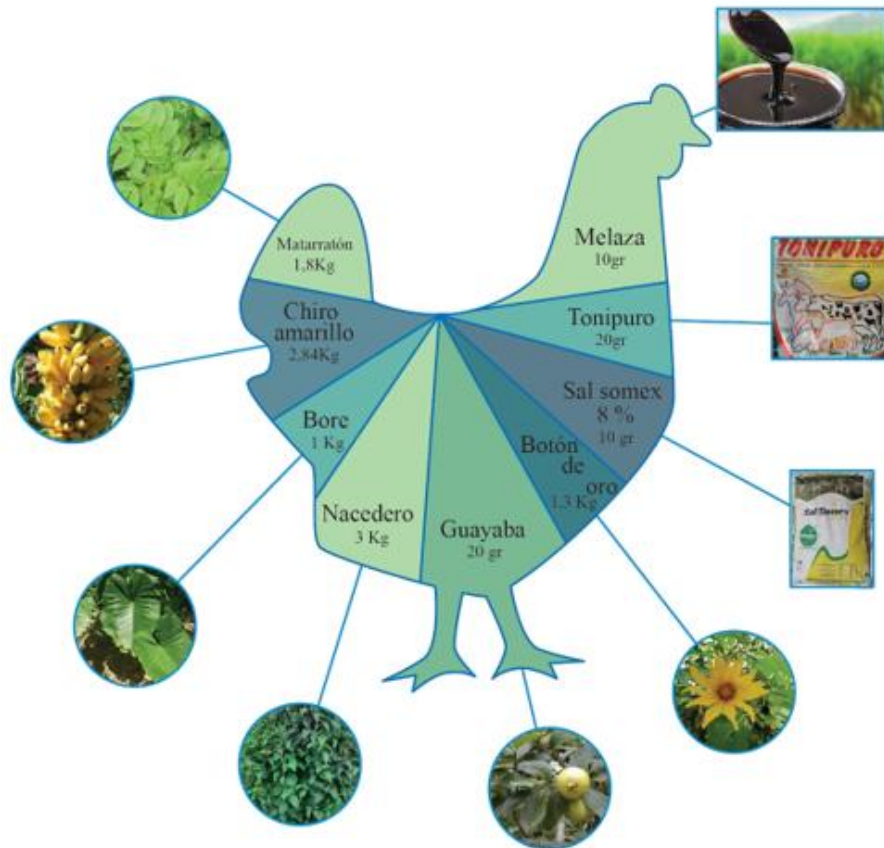 Matarratón
1,8Kg
Chiro
amarillo
2,84Kg
Bore
1 Kg
Nacedero
3 Kg
Guayaba
20 gr
Botón
de
oro
1,3 Kg
Sal somex
8 %
10 gr
Tonipuro
20gr
Melaza
10gr
TONIPURO